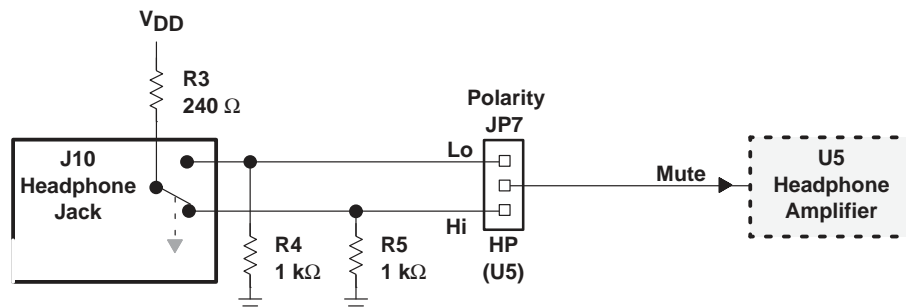 VDD
R3
240 Ω
Polarity
JP7
J10
Headphone
Jack
Lo
Mute
U5
Headphone
Amplifier
Hi
R4
1 kΩ
R5
1 kΩ
HP
(U5)